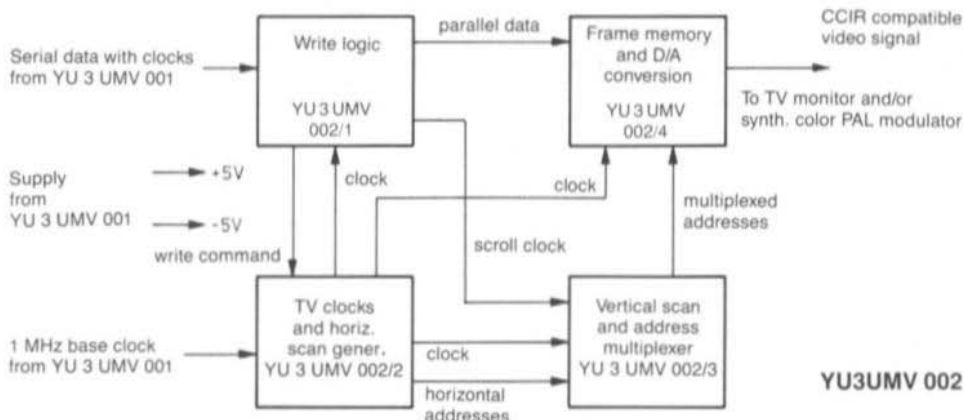 Serial data with clocks
from YU 3 UMV 001
Write logic
YU 3 UMV
002/1
parallel data
Frame memory
and D/A
conversion
YU 3 UMV
002/4
CCIR compatible
video signal
To TV monitor and/or
synth. color PAL modulator
Supply
from
YU 3 UMV 001
+5V
-5V
clock
clock
multiplexed
addresses
write command
scroll clock
1 MHz base clock
from YU 3 UMV 001
TV clocks
and horiz.
scan gener.
YU 3 UMV 002/2
clock
horizontal
addresses
Vertical scan
and address
multiplexer
YU 3 UMV 002/3
YU3UMV 002